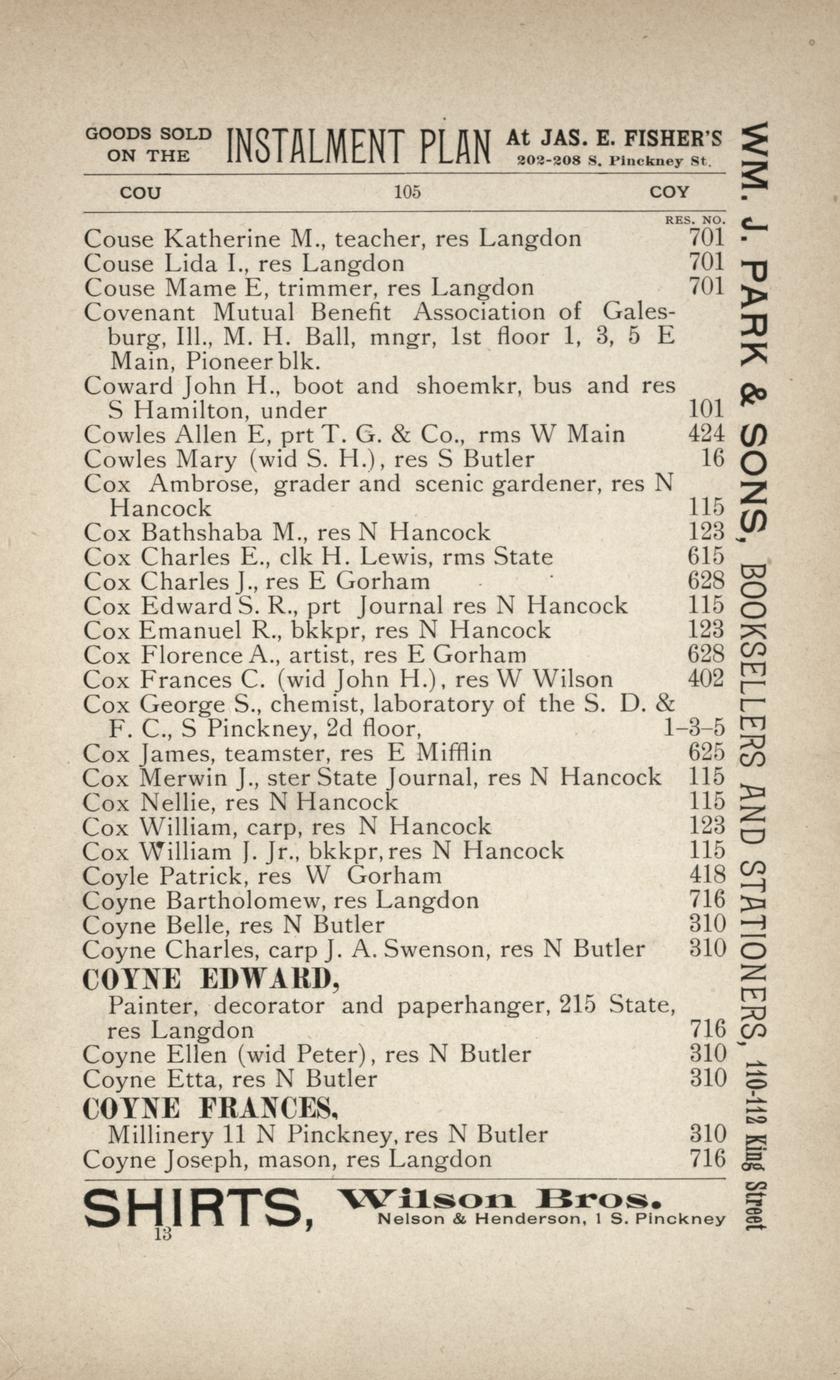 GOODS SOLD ON THE INSTALMENT PLAN At JAS. E. FISHER'S
202-208 S. Pinckney St.
COU 105 COY
RES. NO.
Couse Katherine M., teacher, res Langdon 701
Couse Lida I., res Langdon 701
Couse Mame E, trimmer, res Langdon 701
Covenant Mutual Benefit Association of Gales-
burg, Ill., M. H. Ball, mngr, 1st floor 1, 3, 5 E
Main, Pioneer blk.
Coward John H., boot and shoemkr, bus and res
S Hamilton, under 101
Cowles Allen E, prt T. G. & Co., rms W Main 424
Cowles Mary (wid S. H.), res S Butler 16
Cox Ambrose, grader and scenic gardener, res N
Hancock 115
Cox Bathshaba M., res N Hancock 123
Cox Charles E., clk H. Lewis, rms State 615
Cox Charles J., res E Gorham 628
Cox Edward S. R., prt Journal res N Hancock 115
Cox Emanuel R., bkkpr, res N Hancock 123
Cox Florence A., artist, res E Gorham 628
Cox Frances C. (wid John H.), res W Wilson 402
Cox George S., chemist, laboratory of the S. D. &
F. C., S Pinckney, 2d floor, 1-3-5
Cox James, teamster, res E Mifflin 625
Cox Merwin J., ster State Journal, res N Hancock 115
Cox Nellie, res N Hancock 115
Cox William, carp, res N Hancock 123
Cox William J. Jr., bkkpr, res N Hancock 115
Coyle Patrick, res W Gorham 418
Coyne Bartholomew, res Langdon 716
Coyne Belle, res N Butler 310
Coyne Charles, carp J. A. Swenson, res N Butler 310
COYNE EDWARD,
Painter, decorator and paperhanger, 215 State,
res Langdon 716
Coyne Ellen (wid Peter), res N Butler 310
Coyne Etta, res N Butler 310
COYNE FRANCES,
Millinery 11 N Pinckney, res N Butler 310
Coyne Joseph, mason, res Langdon 716
SHIRTS, Wilson Bros.
Nelson & Henderson, 1 S. Pinckney
13
WM. J. PARK & SONS, BOOKSELLERS AND STATIONERS, 110-112 King Street